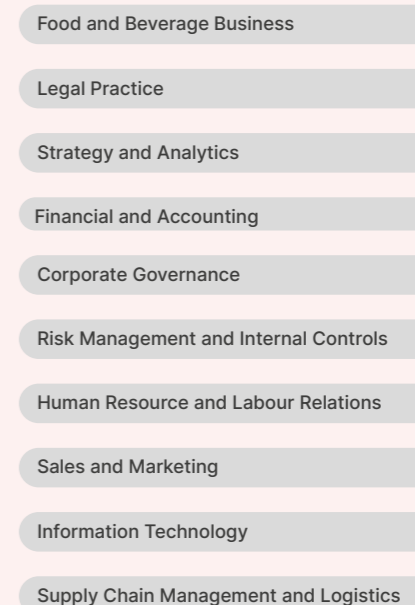 Food and Beverage Business
Legal Practice
Strategy and Analytics
Financial and Accounting
Corporate Governance
Risk Management and Internal Controls
Human Resource and Labour Relations
Sales and Marketing
Information Technology
Supply Chain Management and Logistics